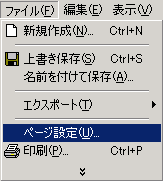 ファイル(F) 編集(E) 表示(V)
新規作成(N)... Ctrl+N
上書き保存(S) Ctrl+S
名前を付けて保存(A)...
エクスポート(T)
ページ設定(U)...
印刷(P)... Ctrl+P